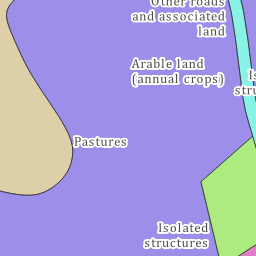 Other roads
and associated
land
Arable land
(annual crops)
Pastures
Isolated
structures